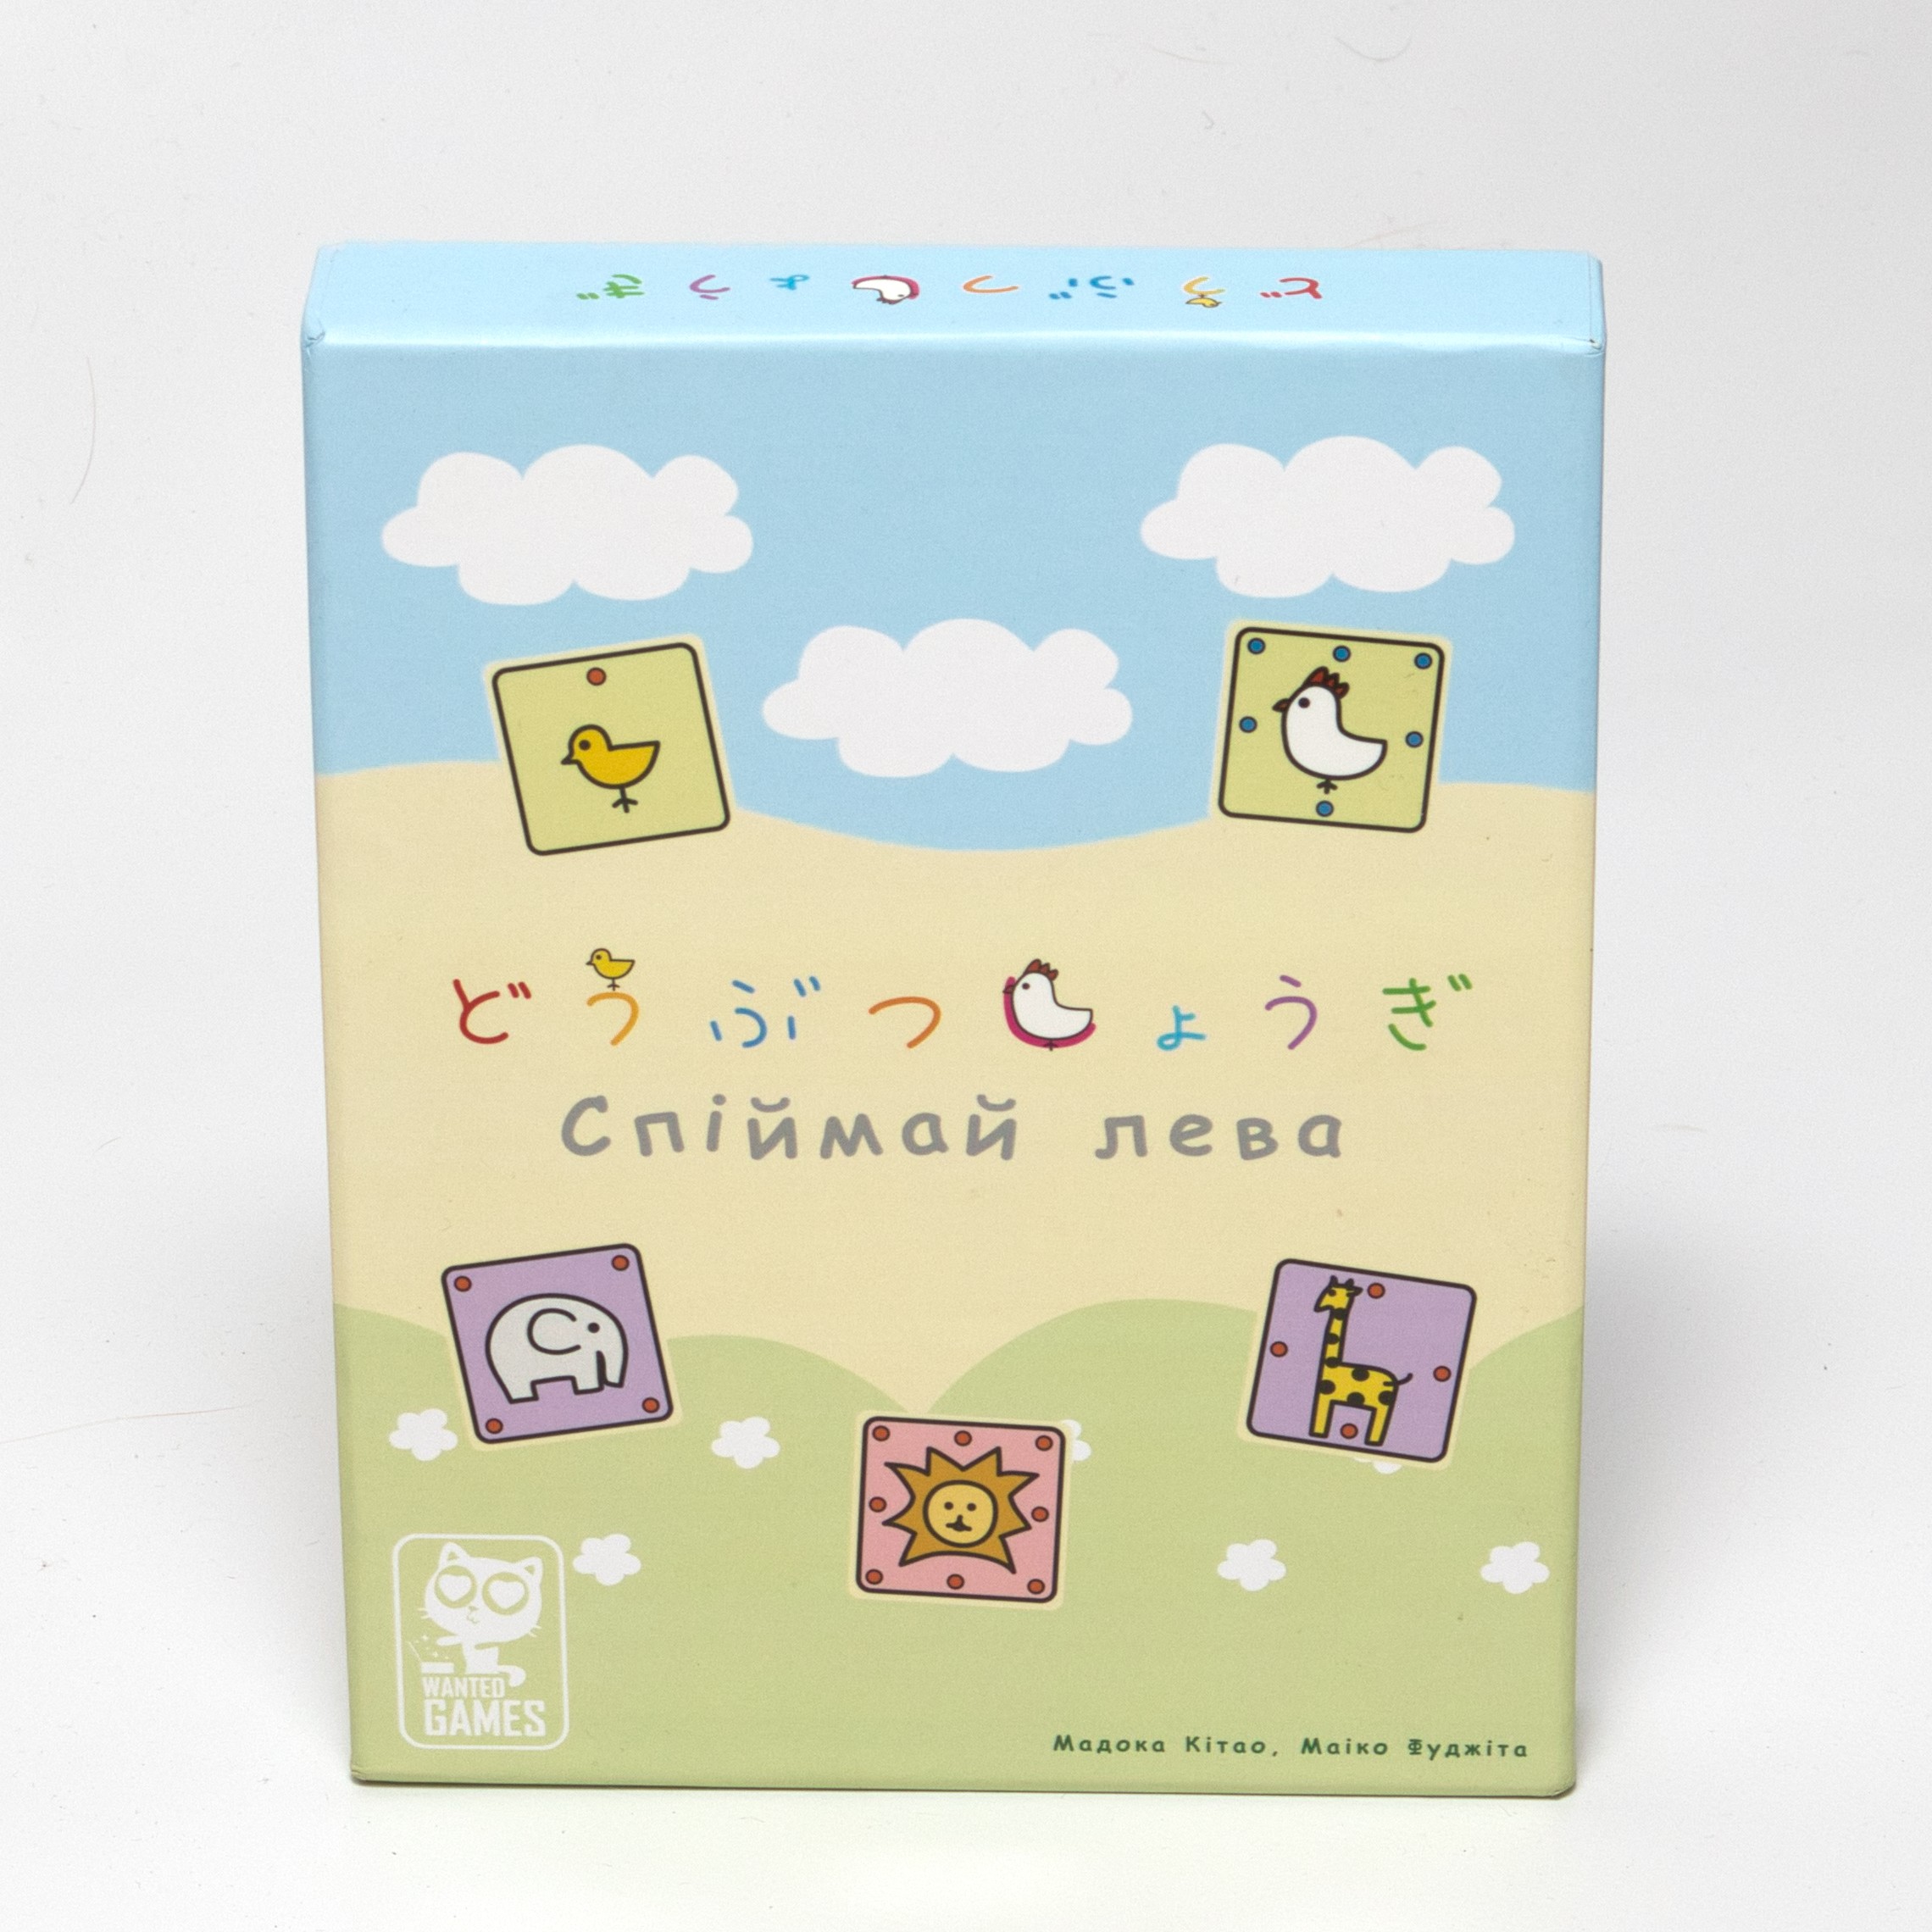 どうぶつしょうぎ
どうぶつしょうぎ
Спіймай лева
WANTED
GAMES
Мадока Кітао, Маіко Фуджіта